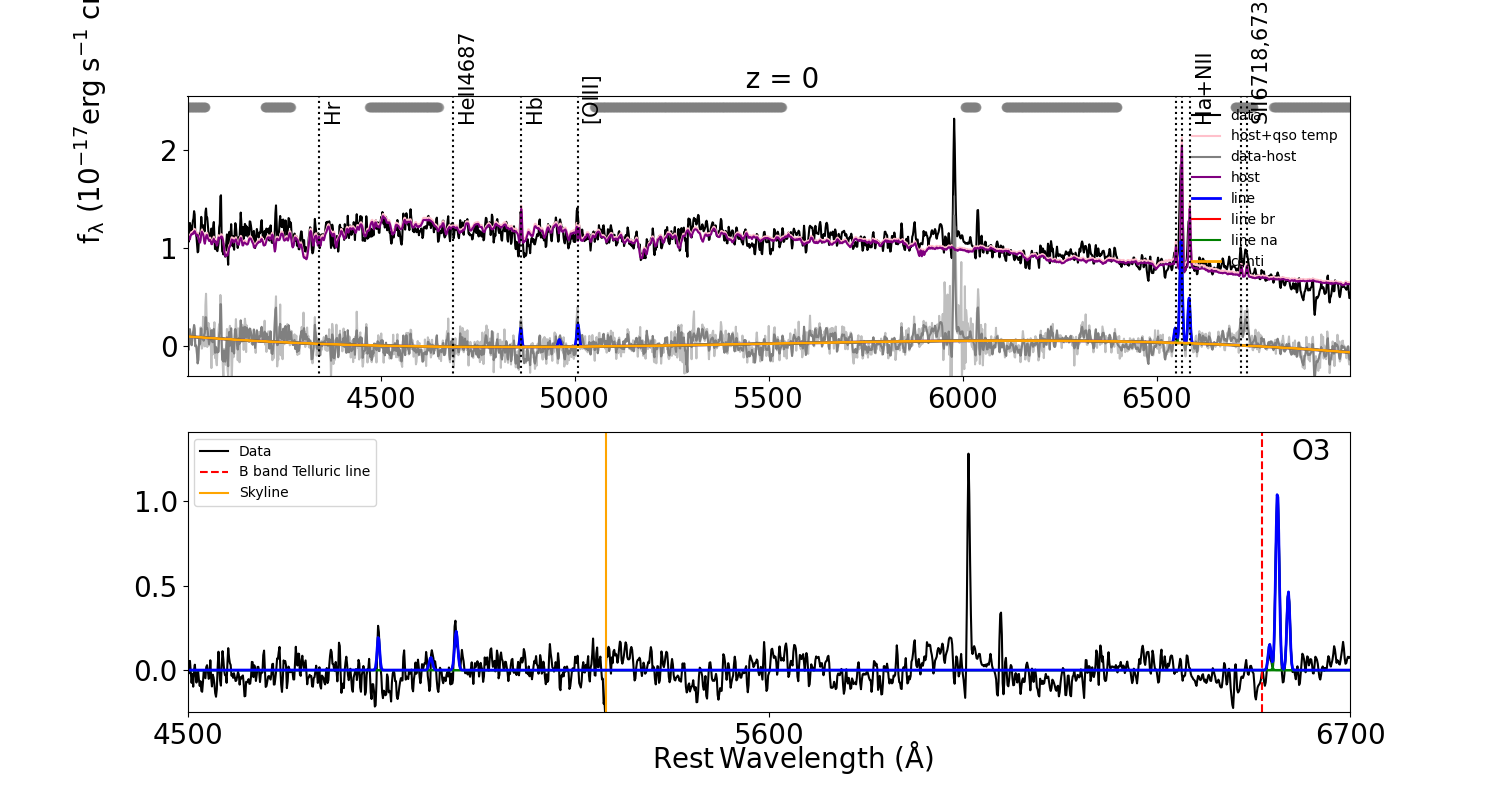 z = 0
fλ (10−17erg s−1 c
Hr
HeII4687
Hb
[OIII]
Ha+NII
SII6718,673
data
host+qso temp
data-host
host
line
line br
line na
conti
2
1
0
4500
5000
5500
6000
6500
Data
B band Telluric line
Skyline
O3
1.0
0.5
0.0
4500
5600
6700
Rest Wavelength (Å)